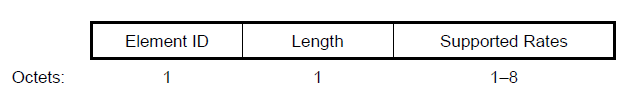 Element ID Length Supported Rates
Octets: 1 1 1–8